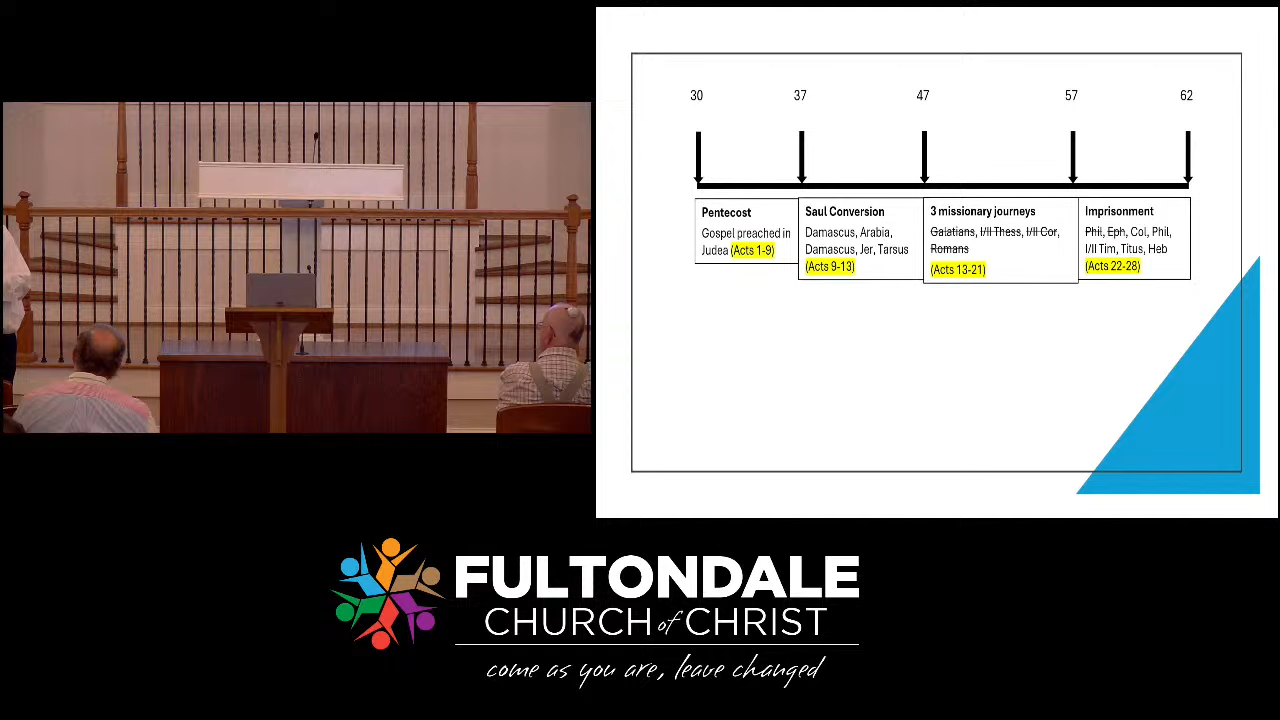 30 37 47 57 62
Pentecost
Gospel preached in
Judea (Acts 1-9)
Saul Conversion
Damascus, Arabia,
Damascus, Jer, Tarsus
(Acts 9-13)
3 missionary journeys
Galatians, I/II Thess, I/II Cor,
Romans
(Acts 13-21)
Imprisonment
Phil, Eph, Col, Phil,
I/II Tim, Titus, Heb
(Acts 22-28)
FULTONDALE
CHURCH of CHRIST
come as you are, leave changed